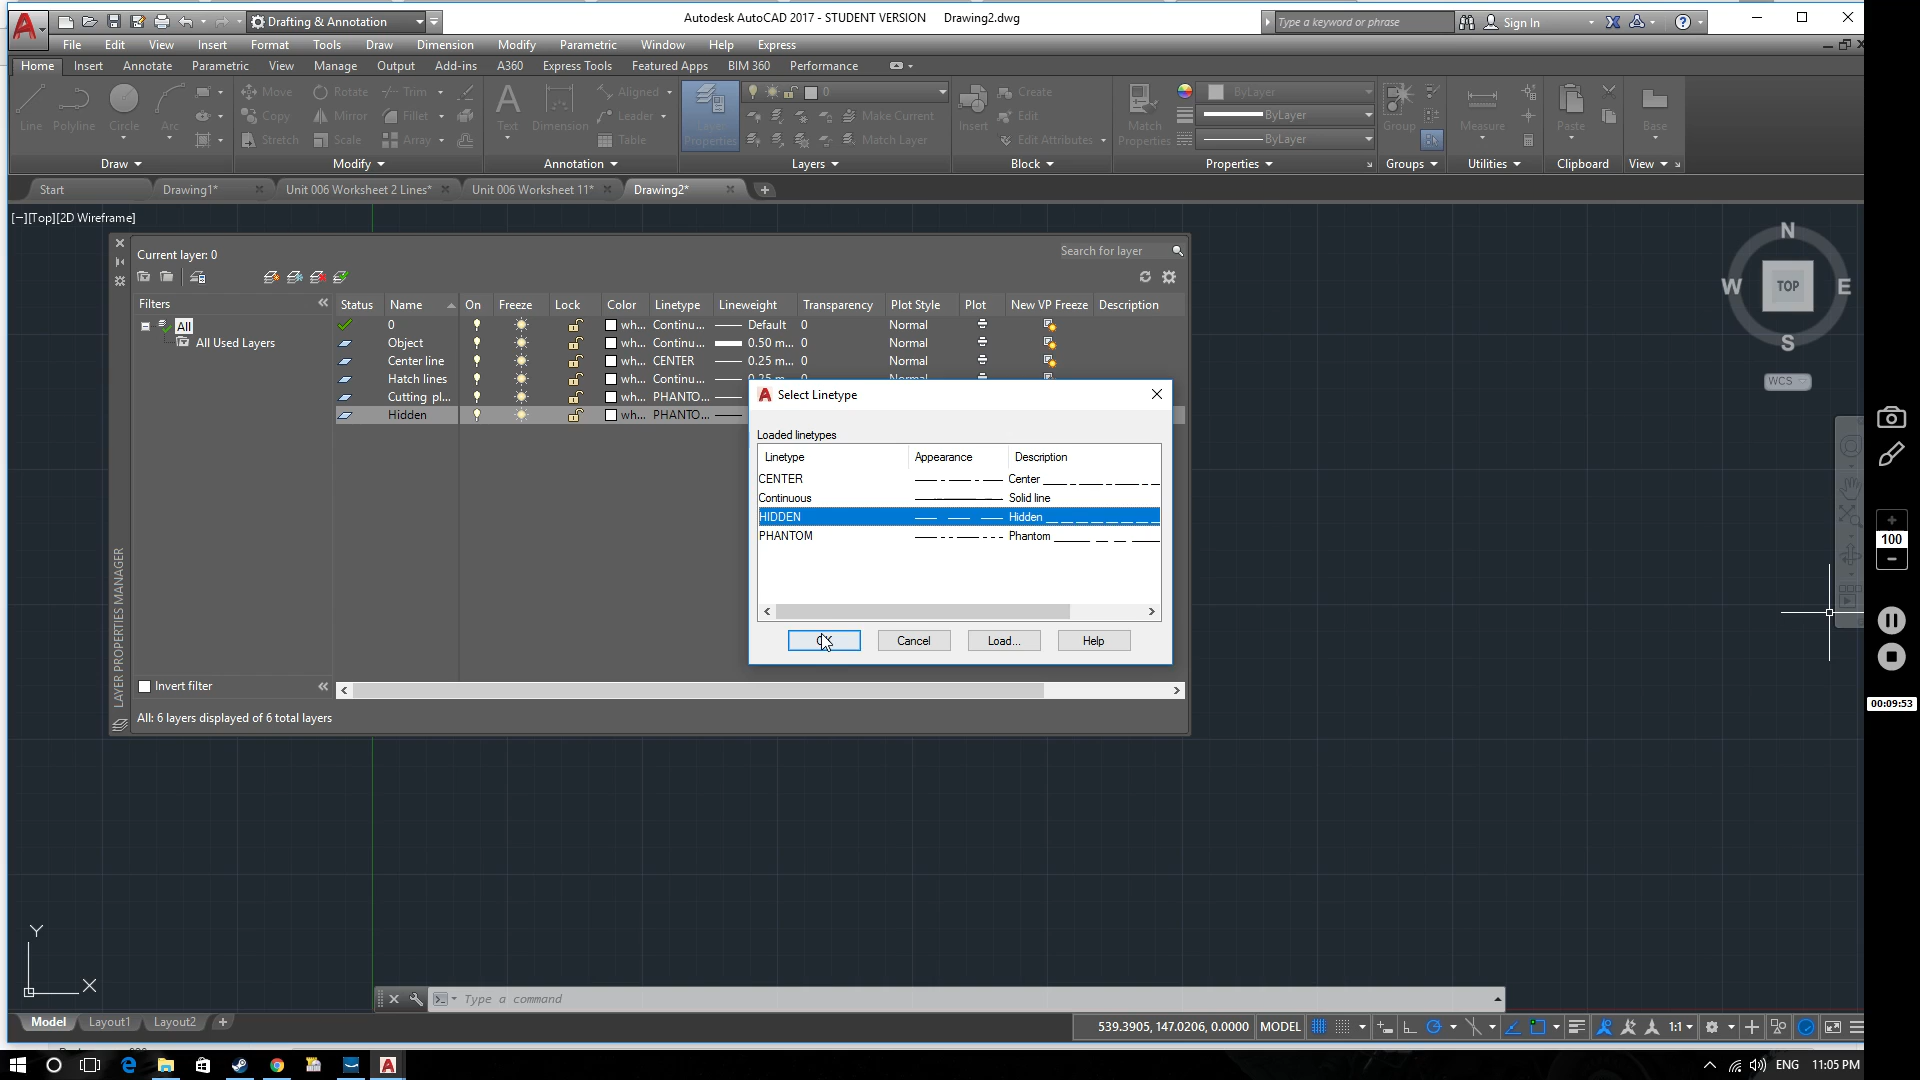 Drafting & Annotation
Autodesk AutoCAD 2017 - STUDENT VERSION Drawing2.dwg
Type a keyword or phrase
Sign In
File Edit View Insert Format Tools Draw Dimension Modify Parametric Window Help Express
Home Insert Annotate Parametric View Manage Output Add-ins A360 Express Tools Featured Apps BIM 360 Performance
Line Polyline Circle Arc
Move Rotate Trim
Copy Mirror Fillet
Stretch Scale Array
Text Dimension
Aligned
Leader
Table
Layer
Properties
0
Make Current
Match Layer
Insert
Create
Edit
Edit Attributes
Match
Properties
ByLayer
ByLayer
ByLayer
Group
Measure
Paste
Base
Draw Modify Annotation Layers Block Properties Groups Utilities Clipboard View
Start Drawing1* Unit 006 Worksheet 2 Lines* Unit 006 Worksheet 11* Drawing2*
[−][Top][2D Wireframe]
Current layer: 0
Search for layer
Filters
Status Name On Freeze Lock Color Linetype Lineweight Transparency Plot Style Plot New VP Freeze Description
All
All Used Layers
0 wh... Continu... Default 0 Normal
Object wh... Continu... 0.50 m... 0 Normal
Center line wh... CENTER 0.25 m... 0 Normal
Hatch lines wh... Continu...
Cutting pl... wh... PHANTO...
Hidden wh... PHANTO...
Select Linetype
Loaded linetypes
Linetype Appearance Description
CENTER Center
Continuous Solid line
HIDDEN Hidden
PHANTOM Phantom
Cancel Load... Help
Invert filter
All: 6 layers displayed of 6 total layers
LAYER PROPERTIES MANAGER
N
W TOP E
S
WCS
100
00:09:53
Y
X
Type a command
Model Layout1 Layout2
539.3905, 147.0206, 0.0000 MODEL 1:1
ENG 11:05 PM